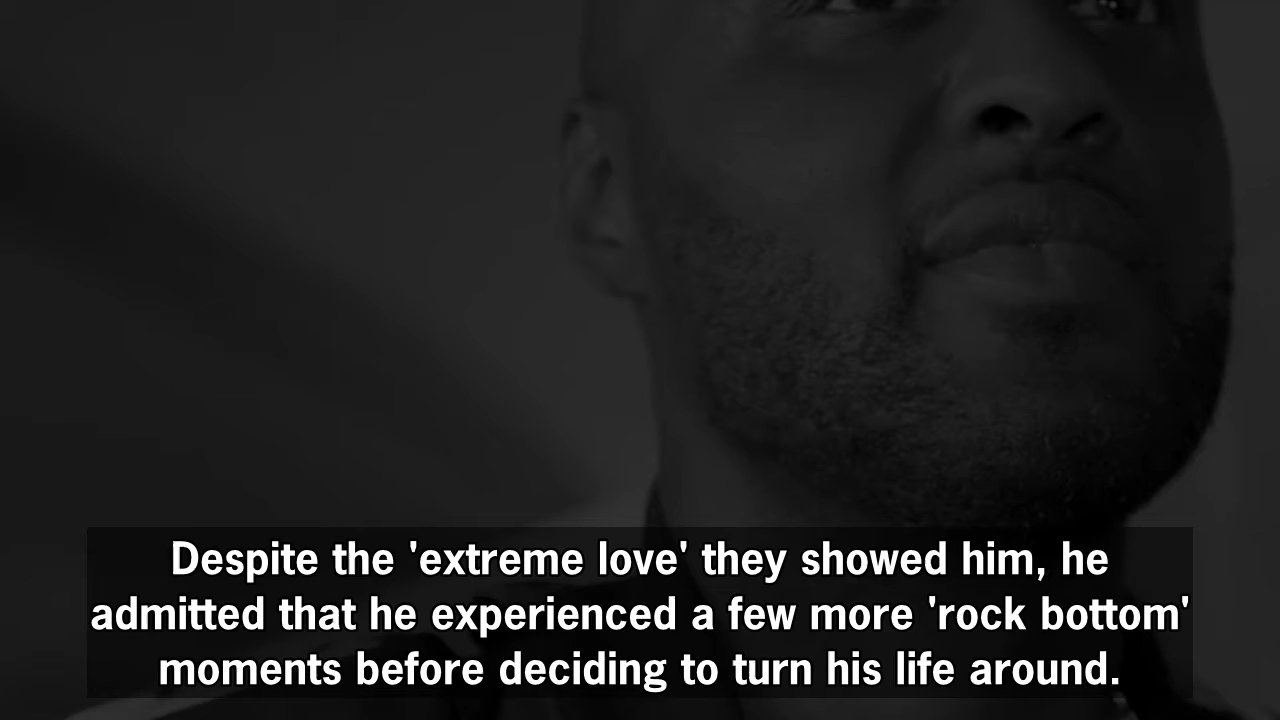 Despite the 'extreme love' they showed him, he
admitted that he experienced a few more 'rock bottom'
moments before deciding to turn his life around.